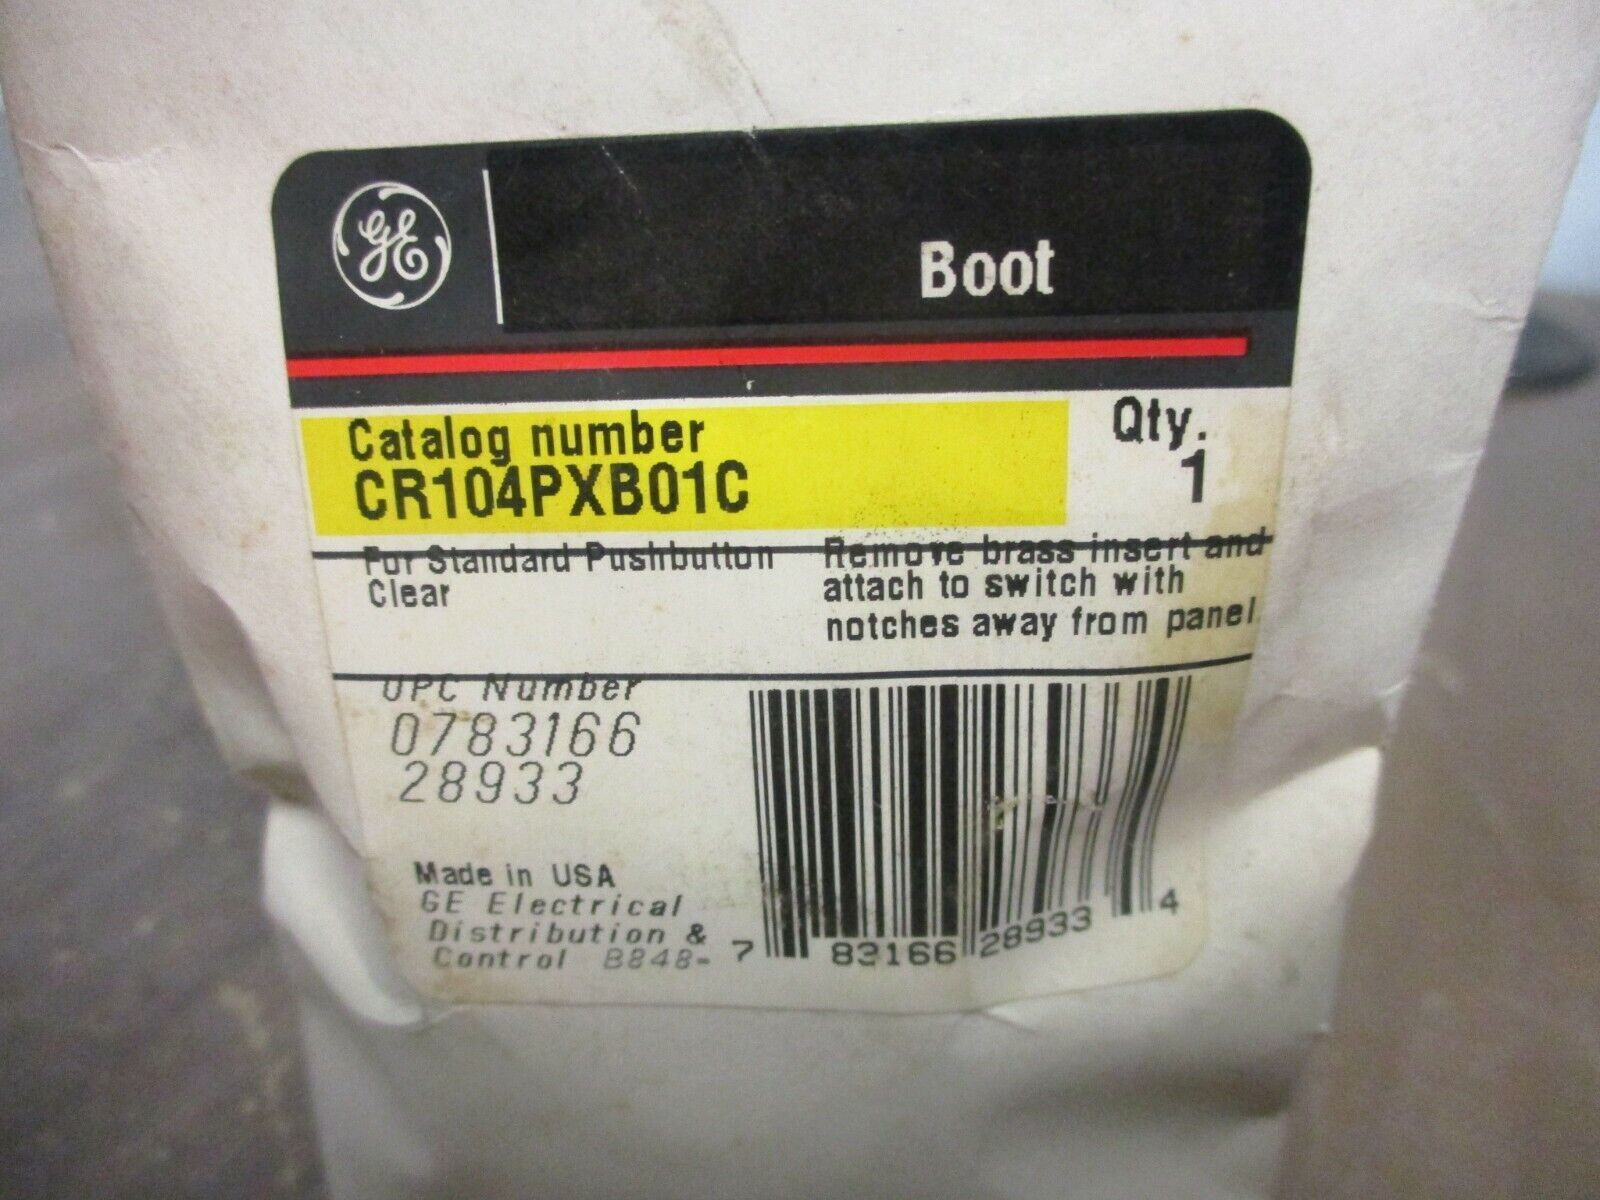 GE
Boot
Catalog number
CR104PXB01C
Qty.
1
For Standard Pushbutton
Clear
Remove brass insert and
attach to switch with
notches away from panel.
UPC Number
0783166
28933
Made in USA
GE Electrical
Distribution &
Control B848-
7 83166 28933 4